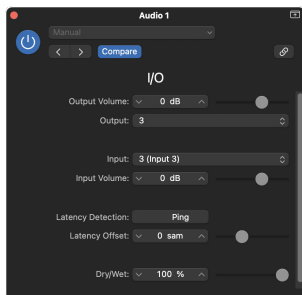 Audio 1
Manual
Compare
I/O
Output Volume: 0 dB
Output: 3
Input: 3 (Input 3)
Input Volume: 0 dB
Latency Detection: Ping
Latency Offset: 0 sam
Dry/Wet: 100 %